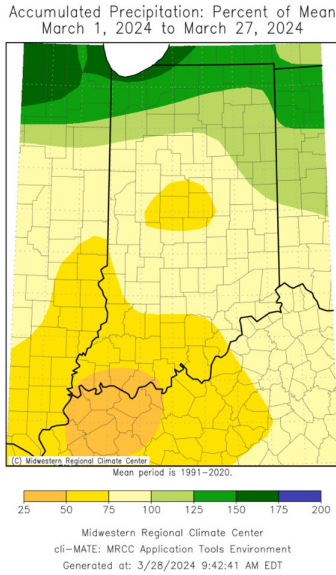 Accumulated Precipitation: Percent of Mean
March 1, 2024 to March 27, 2024
(C) Midwestern Regional Climate Center
Mean period is 1991-2020.
25 50 75 100 125 150 175 200
Midwestern Regional Climate Center
cli-MATE: MRCC Application Tools Environment
Generated at: 3/28/2024 9:42:41 AM EDT